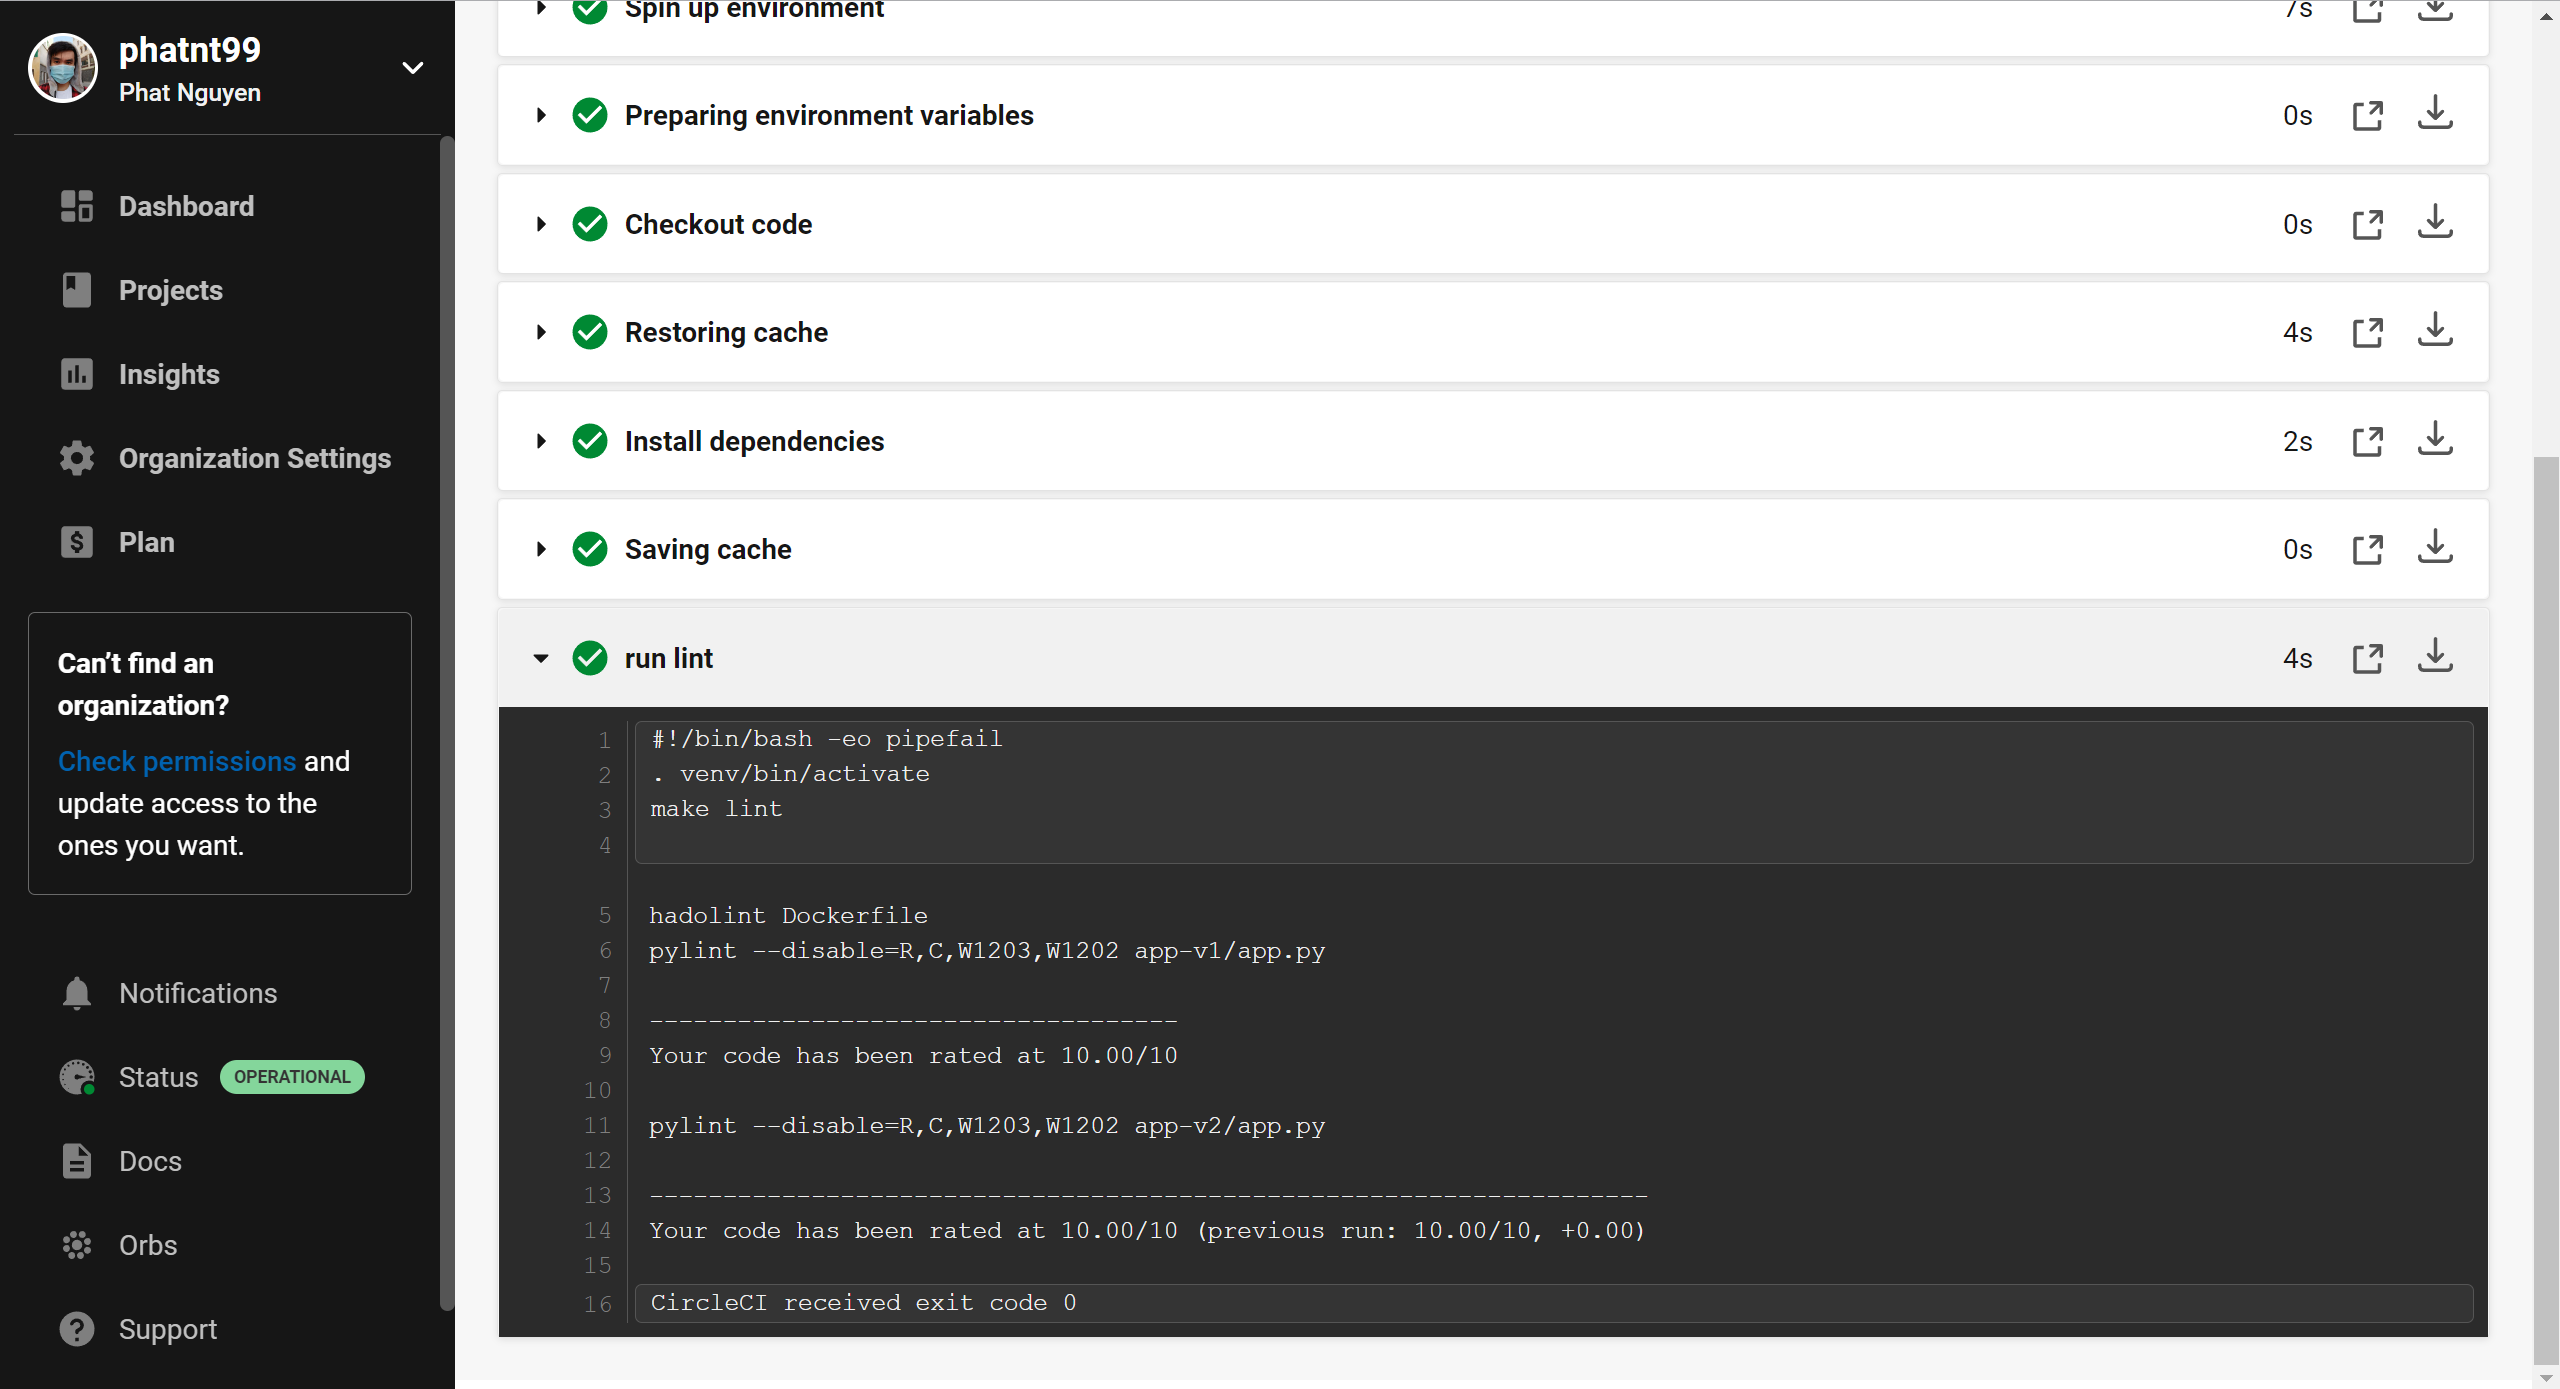 phatnt99
Phat Nguyen
Dashboard
Projects
Insights
Organization Settings
Plan
Can’t find an
organization?
Check permissions and
update access to the
ones you want.
Notifications
Status OPERATIONAL
Docs
Orbs
Support
Spin up environment 7s
Preparing environment variables 0s
Checkout code 0s
Restoring cache 4s
Install dependencies 2s
Saving cache 0s
run lint 4s
1 #!/bin/bash -eo pipefail
2 . venv/bin/activate
3 make lint
4
5 hadolint Dockerfile
6 pylint --disable=R,C,W1203,W1202 app-v1/app.py
7
8 ------------------------------------
9 Your code has been rated at 10.00/10
10
11 pylint --disable=R,C,W1203,W1202 app-v2/app.py
12
13 --------------------------------------------------------------------
14 Your code has been rated at 10.00/10 (previous run: 10.00/10, +0.00)
15
16 CircleCI received exit code 0